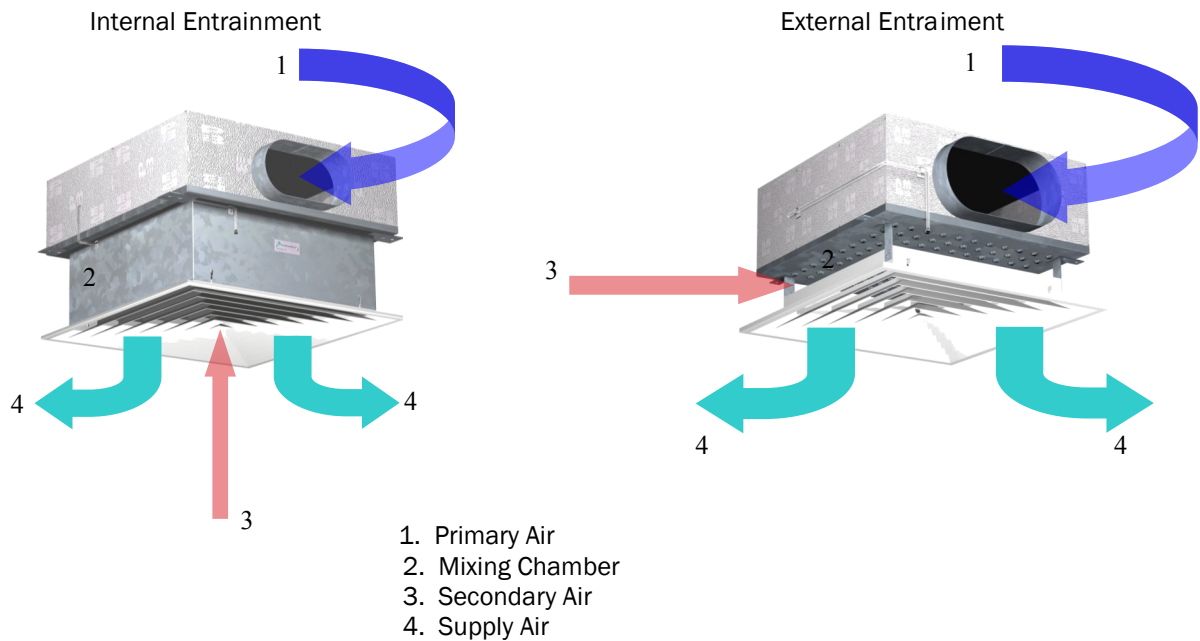 Internal Entrainment
External Entraiment
1
1
2
3
2
4
4
3
4
4
1. Primary Air
2. Mixing Chamber
3. Secondary Air
4. Supply Air